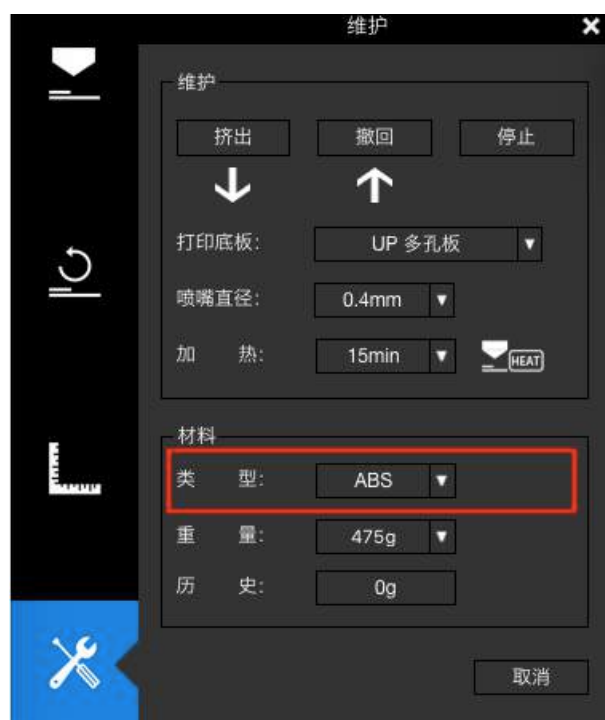 维护
维护
挤出 撤回 停止
打印底板: UP 多孔板
喷嘴直径: 0.4mm
加 热: 15min HEAT
材料
类 型: ABS
重 量: 475g
历 史: 0g
取消